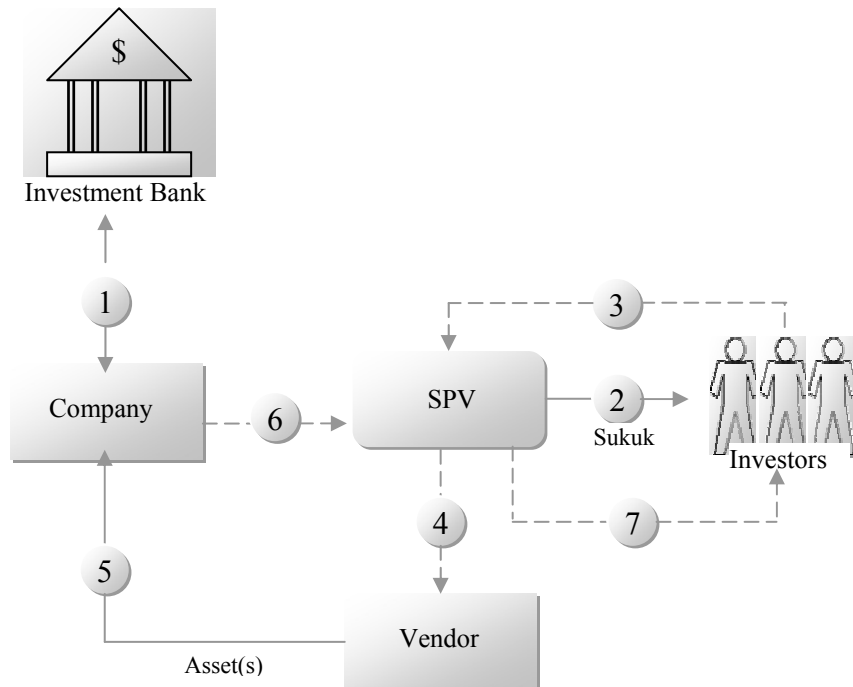 $
Investment Bank
1
3
Company
6
SPV
2
Sukuk
Investors
4
7
5
Vendor
Asset(s)